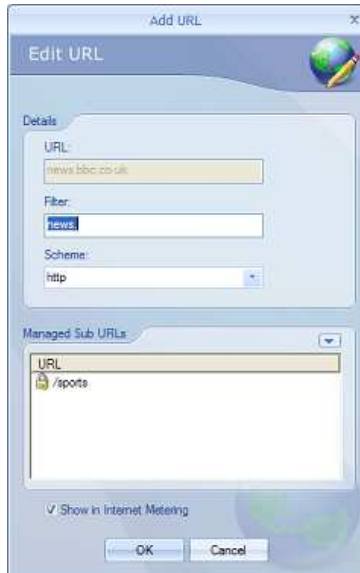 Add URL
x
Edit URL
Details
URL:
news.bbc.co.uk
Filter:
news.
Scheme:
http
Managed Sub URLs
URL
/sports
Show in Internet Metering
OK
Cancel